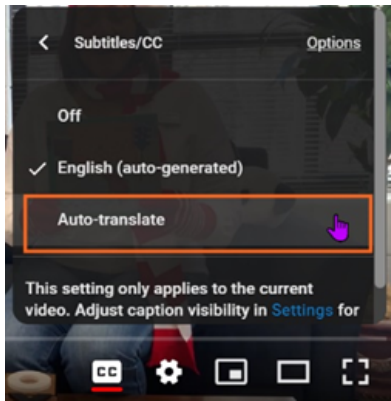 Subtitles/CC Options
Off
English (auto-generated)
Auto-translate
This setting only applies to the current
video. Adjust caption visibility in Settings for
CC